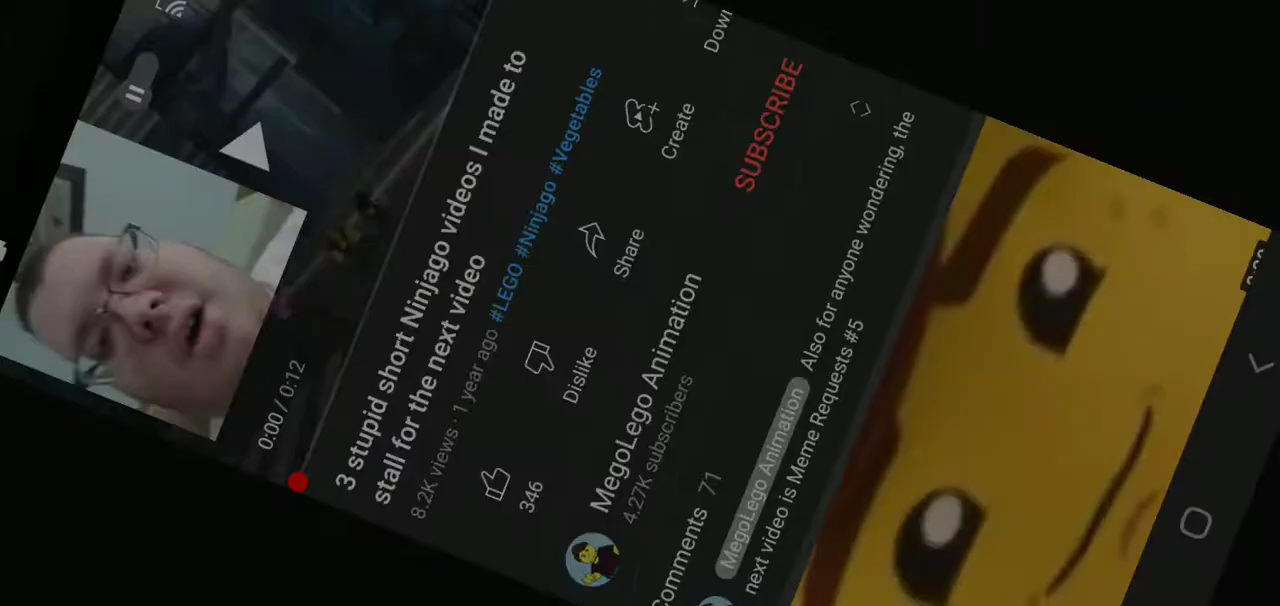 0:00 / 0:12
3 stupid short Ninjago videos I made to
stall for the next video
8.2K views · 1 year ago #LEGO #Ninjago #Vegetables
346
Dislike
Share
Create
MegoLego Animation
4.27K subscribers
SUBSCRIBE
Comments 71
MegoLego Animation Also for anyone wondering, the
next video is Meme Requests #5